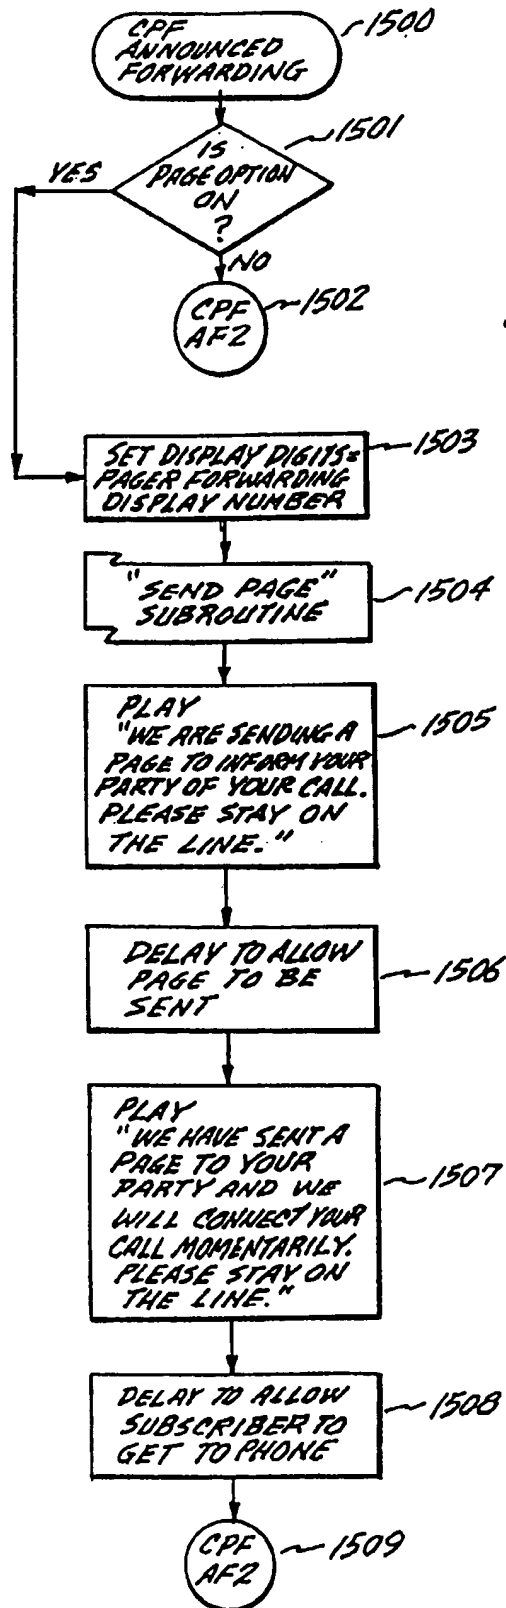 CPF
ANNOUNCED
FORWARDING
1500
1501
IS
PAGE OPTION
ON
?
YES
NO
CPF
AF2
1502
SET DISPLAY DIGITS=
PAGER FORWARDING
DISPLAY NUMBER
1503
"SEND PAGE"
SUBROUTINE
1504
PLAY
"WE ARE SENDING A
PAGE TO INFORM YOUR
PARTY OF YOUR CALL.
PLEASE STAY ON
THE LINE."
1505
DELAY TO ALLOW
PAGE TO BE
SENT
1506
PLAY
"WE HAVE SENT A
PAGE TO YOUR
PARTY AND WE
WILL CONNECT YOUR
CALL MOMENTARILY.
PLEASE STAY ON
THE LINE."
1507
DELAY TO ALLOW
SUBSCRIBER TO
GET TO PHONE
1508
CPF
AF2
1509